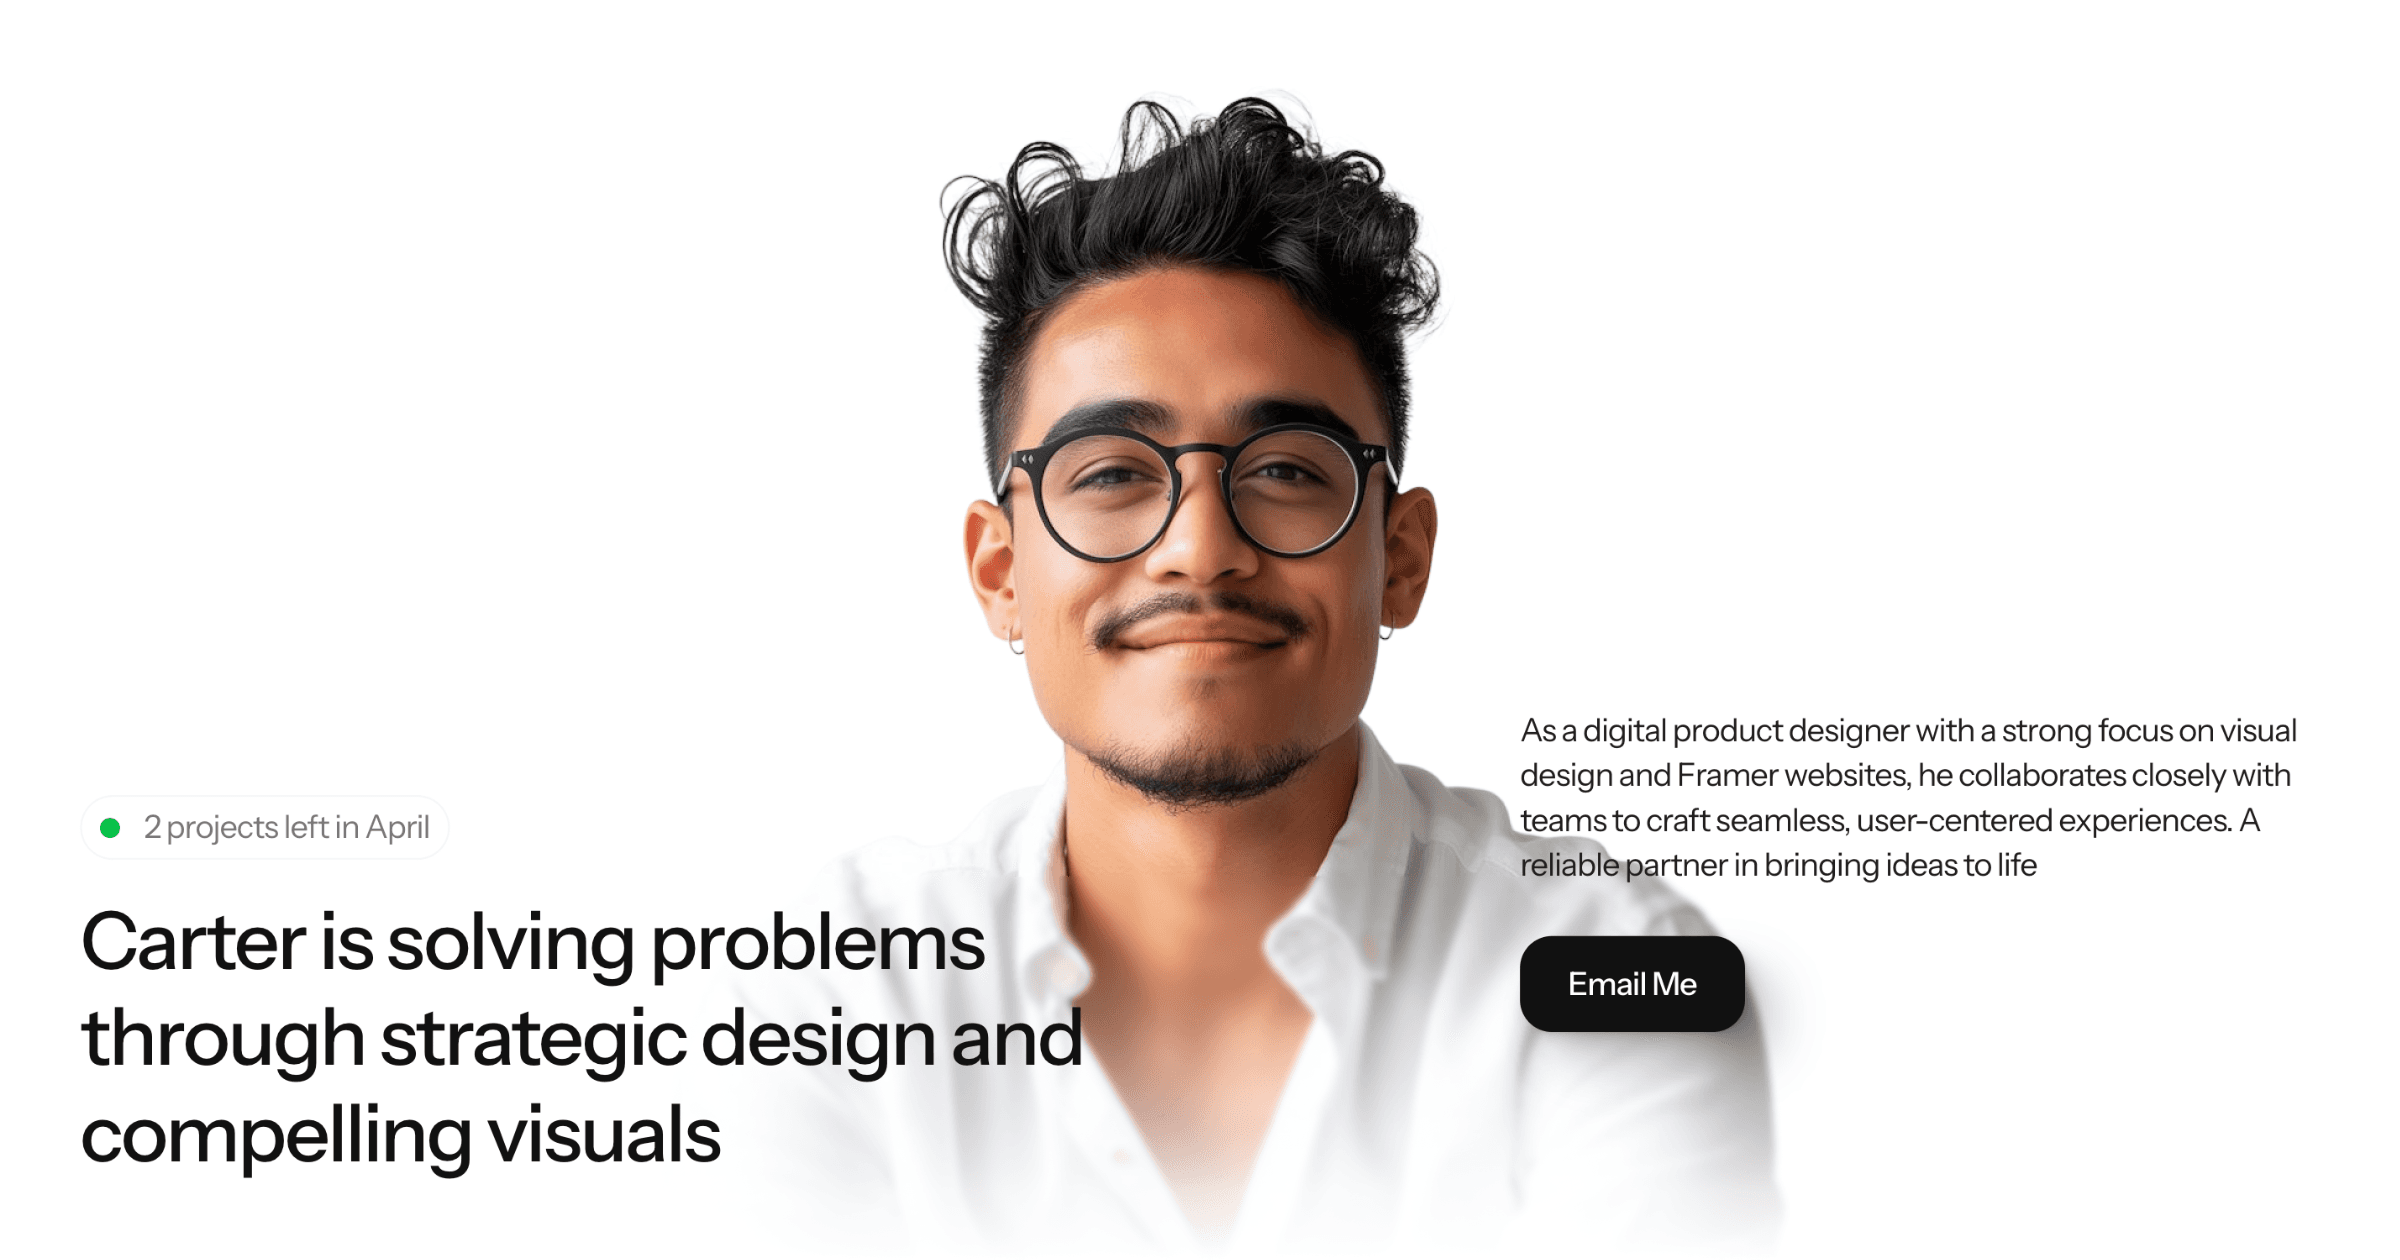 2 projects left in April
Carter is solving problems
through strategic design and
compelling visuals
As a digital product designer with a strong focus on visual
design and Framer websites, he collaborates closely with
teams to craft seamless, user-centered experiences. A
reliable partner in bringing ideas to life
Email Me